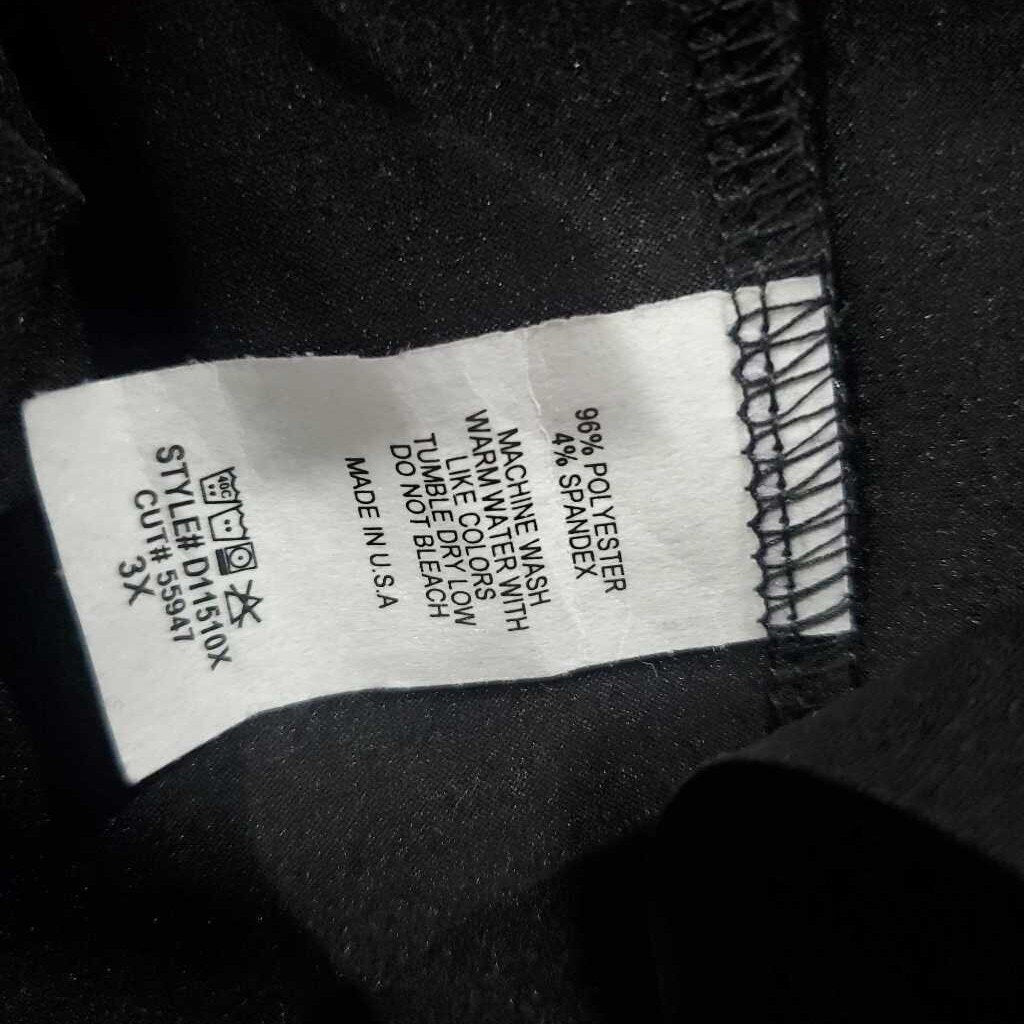 96% POLYESTER
4% SPANDEX
MACHINE WASH
WARM WATER WITH
LIKE COLORS
TUMBLE DRY LOW
DO NOT BLEACH
MADE IN U.S.A
40C
STYLE# D11510X
CUT# 55947
3X